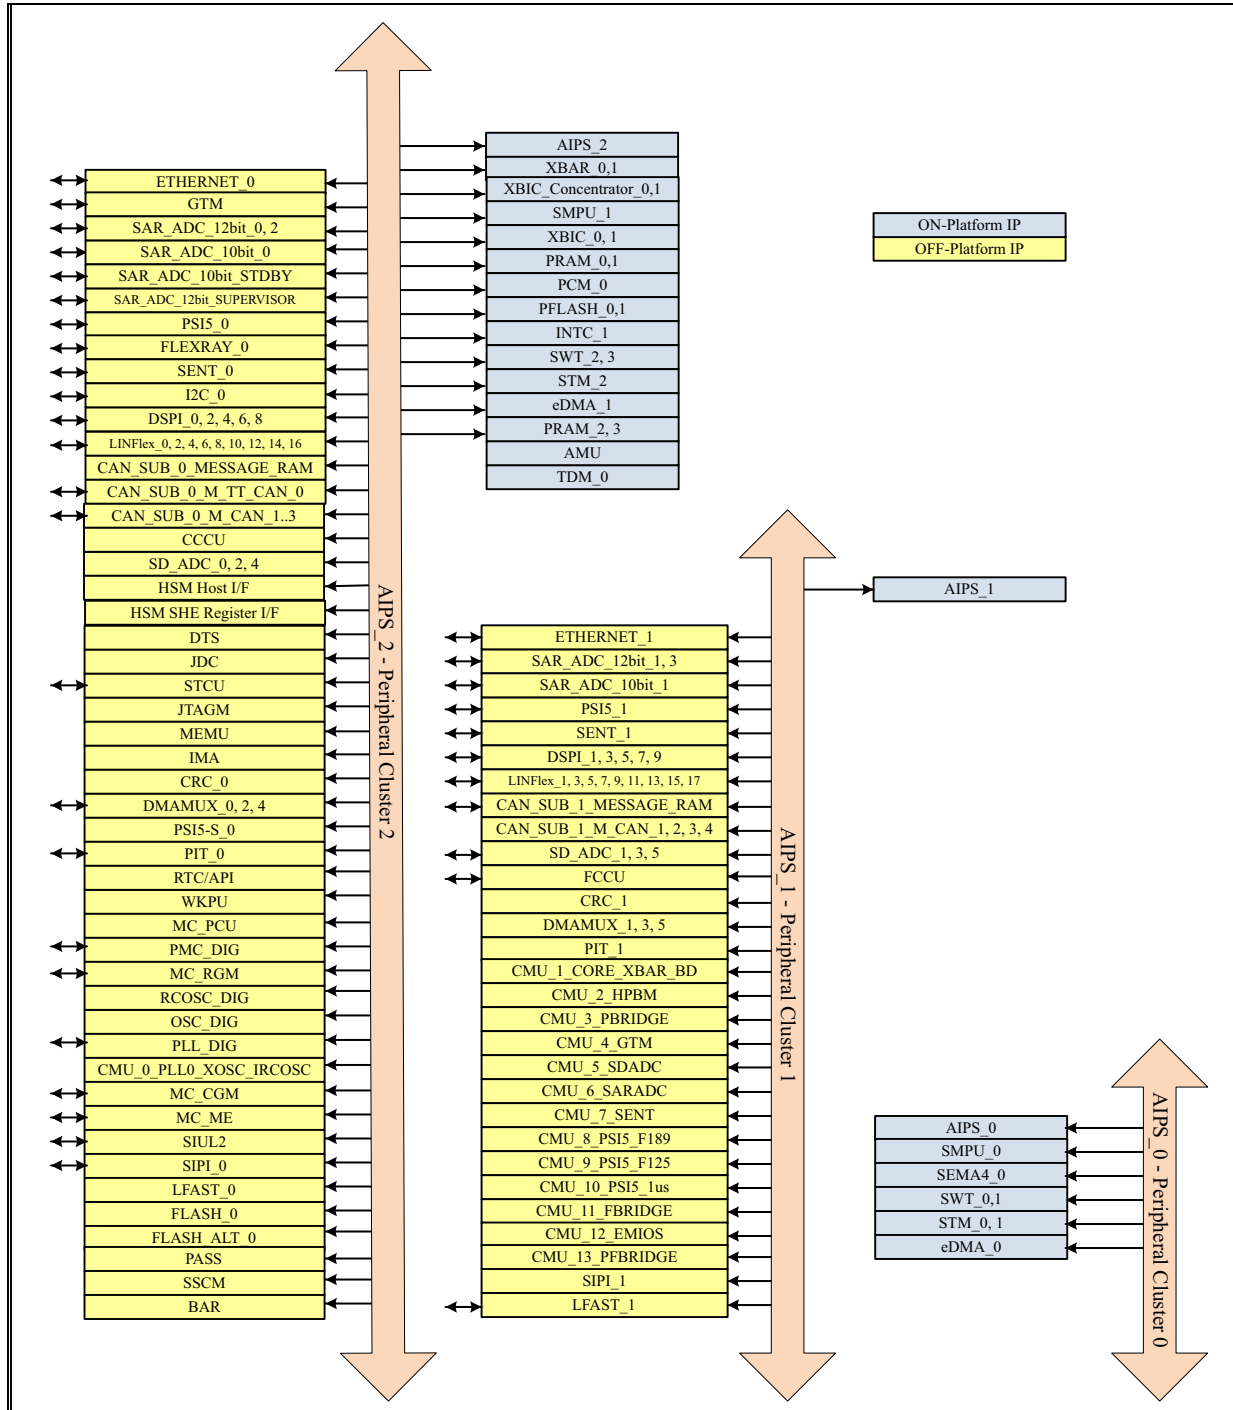 AIPS_2
XBAR_0,1
XBIC_Concentrator_0,1
SMPU_1
XBIC_0, 1
PRAM_0,1
PCM_0
PFLASH_0,1
INTC_1
SWT_2, 3
STM_2
eDMA_1
PRAM_2, 3
AMU
TDM_0
ON-Platform IP
OFF-Platform IP
ETHERNET_0
GTM
SAR_ADC_12bit_0, 2
SAR_ADC_10bit_0
SAR_ADC_10bit_STDBY
SAR_ADC_12bit_SUPERVISOR
PSI5_0
FLEXRAY_0
SENT_0
I2C_0
DSPI_0, 2, 4, 6, 8
LINFlex_0, 2, 4, 6, 8, 10, 12, 14, 16
CAN_SUB_0_MESSAGE_RAM
CAN_SUB_0_M_TT_CAN_0
CAN_SUB_0_M_CAN_1..3
CCCU
SD_ADC_0, 2, 4
HSM Host I/F
HSM SHE Register I/F
DTS
JDC
STCU
JTAGM
MEMU
IMA
CRC_0
DMAMUX_0, 2, 4
PSI5-S_0
PIT_0
RTC/API
WKPU
MC_PCU
PMC_DIG
MC_RGM
RCOSC_DIG
OSC_DIG
PLL_DIG
CMU_0_PLL0_XOSC_IRCOSC
MC_CGM
MC_ME
SIUL2
SIPI_0
LFAST_0
FLASH_0
FLASH_ALT_0
PASS
SSCM
BAR
AIPS_2 - Peripheral Cluster 2
AIPS_1
ETHERNET_1
SAR_ADC_12bit_1, 3
SAR_ADC_10bit_1
PSI5_1
SENT_1
DSPI_1, 3, 5, 7, 9
LINFlex_1, 3, 5, 7, 9, 11, 13, 15, 17
CAN_SUB_1_MESSAGE_RAM
CAN_SUB_1_M_CAN_1, 2, 3, 4
SD_ADC_1, 3, 5
FCCU
CRC_1
DMAMUX_1, 3, 5
PIT_1
CMU_1_CORE_XBAR_BD
CMU_2_HPBM
CMU_3_PBRIDGE
CMU_4_GTM
CMU_5_SDADC
CMU_6_SARADC
CMU_7_SENT
CMU_8_PSI5_F189
CMU_9_PSI5_F125
CMU_10_PSI5_1us
CMU_11_FBRIDGE
CMU_12_EMIOS
CMU_13_PFBRIDGE
SIPI_1
LFAST_1
AIPS_1 - Peripheral Cluster 1
AIPS_0
SMPU_0
SEMA4_0
SWT_0,1
STM_0, 1
eDMA_0
AIPS_0 - Peripheral Cluster 0